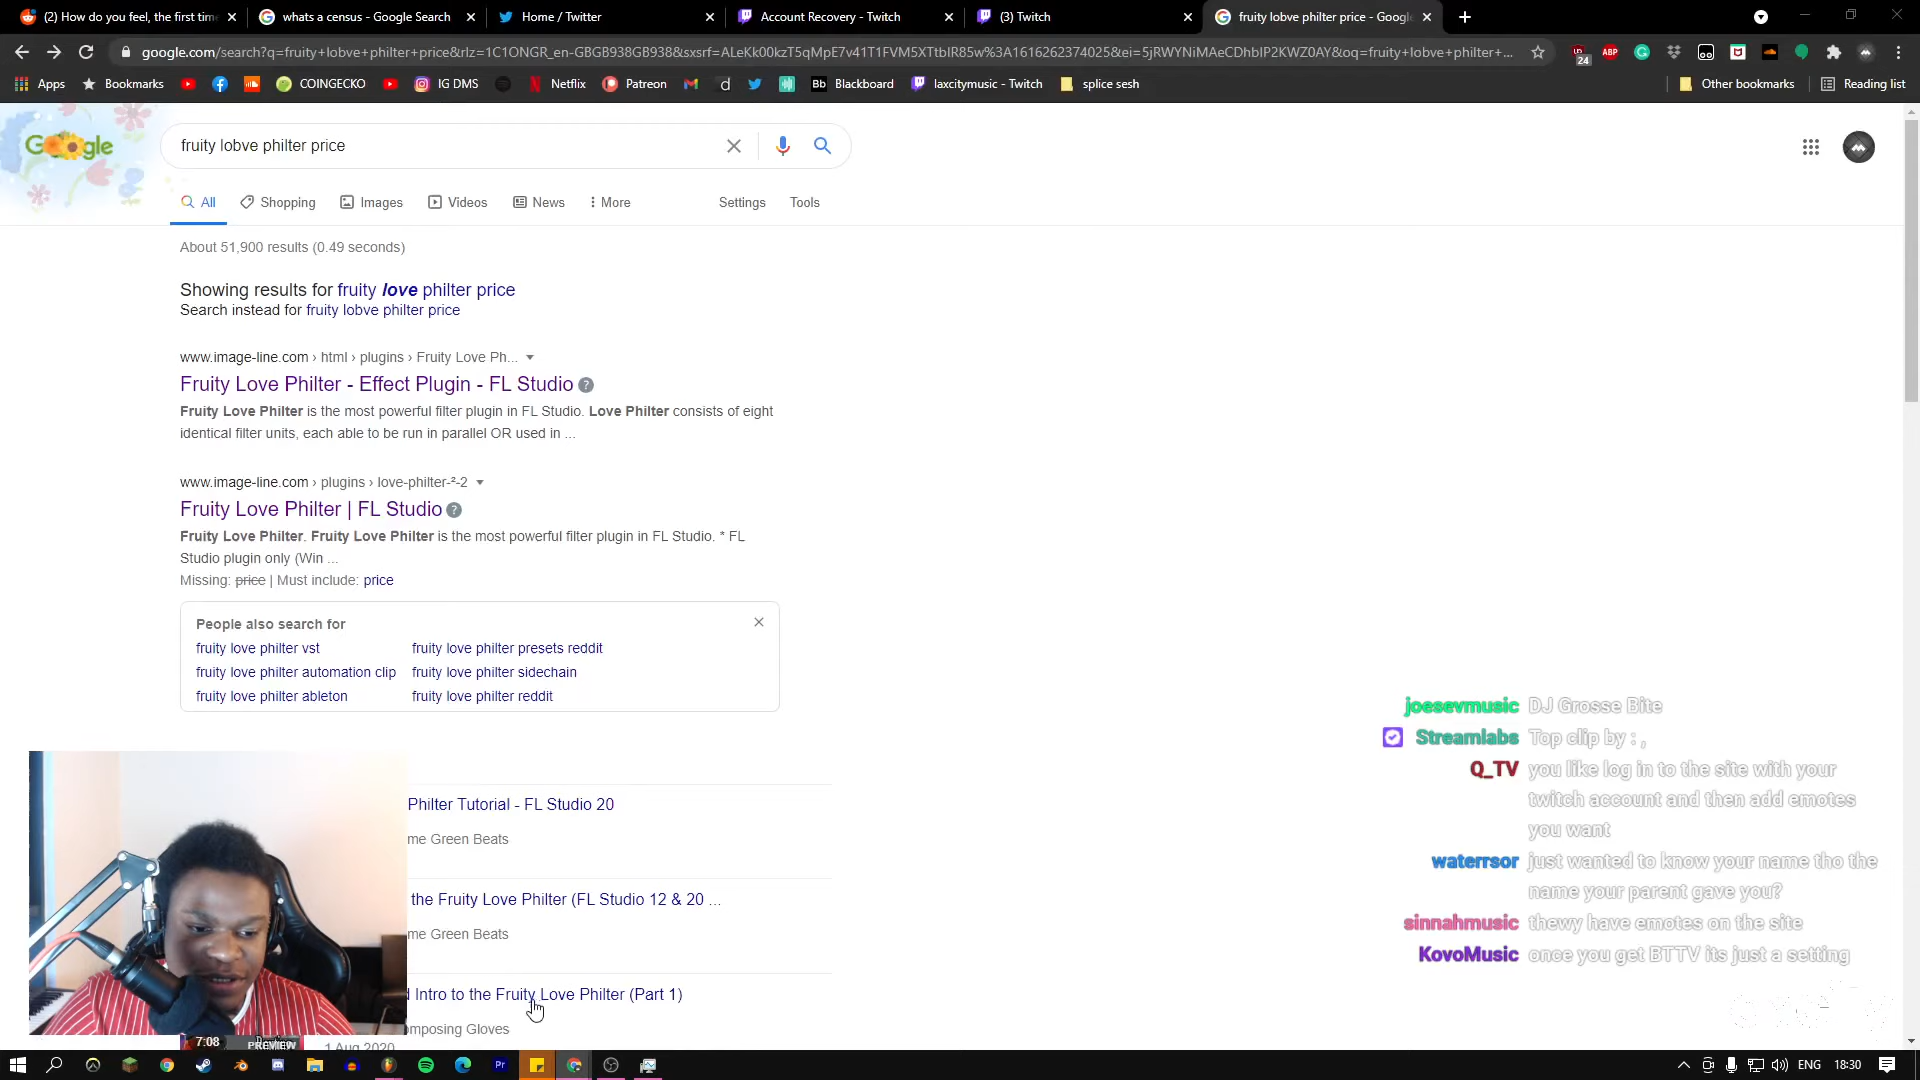 (2) How do you feel, the first tim
whats a census - Google Search
Home / Twitter
Account Recovery - Twitch
(3) Twitch
fruity lobve philter price - Googl
google.com/search?q=fruity+lobve+philter+price&rlz=1C1ONGR_en-GBGB938GB938&sxsrf=ALeKk00kzT5qMpE7v41T1FVM5XTtbIR85w%3A1616262374025&ei=5jRWYNiMAeCDhbIP2KWZ0AY&oq=fruity+lobve+philter+...
24
ABP
Apps
Bookmarks
COINGECKO
IG DMS
Netflix
Patreon
Bb Blackboard
laxcitymusic - Twitch
splice sesh
Other bookmarks
Reading list
Google
fruity lobve philter price
All
Shopping
Images
Videos
News
More
Settings
Tools
About 51,900 results (0.49 seconds)
Showing results for fruity love philter price
Search instead for fruity lobve philter price
www.image-line.com › html › plugins › Fruity Love Ph...
Fruity Love Philter - Effect Plugin - FL Studio ?
Fruity Love Philter is the most powerful filter plugin in FL Studio. Love Philter consists of eight
identical filter units, each able to be run in parallel OR used in ...
www.image-line.com › plugins › love-philter-²-2
Fruity Love Philter | FL Studio ?
Fruity Love Philter. Fruity Love Philter is the most powerful filter plugin in FL Studio. * FL
Studio plugin only (Win ...
Missing: price | Must include: price
People also search for
fruity love philter vst
fruity love philter presets reddit
fruity love philter automation clip
fruity love philter sidechain
fruity love philter ableton
fruity love philter reddit
Philter Tutorial - FL Studio 20
me Green Beats
the Fruity Love Philter (FL Studio 12 & 20 ...
me Green Beats
d Intro to the Fruity Love Philter (Part 1)
mposing Gloves
1 Aug 2020
7:08
PREVIEW
joesevmusic DJ Grosse Bite
Streamlabs Top clip by : ,
Q_TV you like log in to the site with your
twitch account and then add emotes
you want
waterrsor just wanted to know your name tho the
name your parent gave you?
sinnahmusic thewy have emotes on the site
KovoMusic once you get BTTV its just a setting
Pr
ENG
18:30